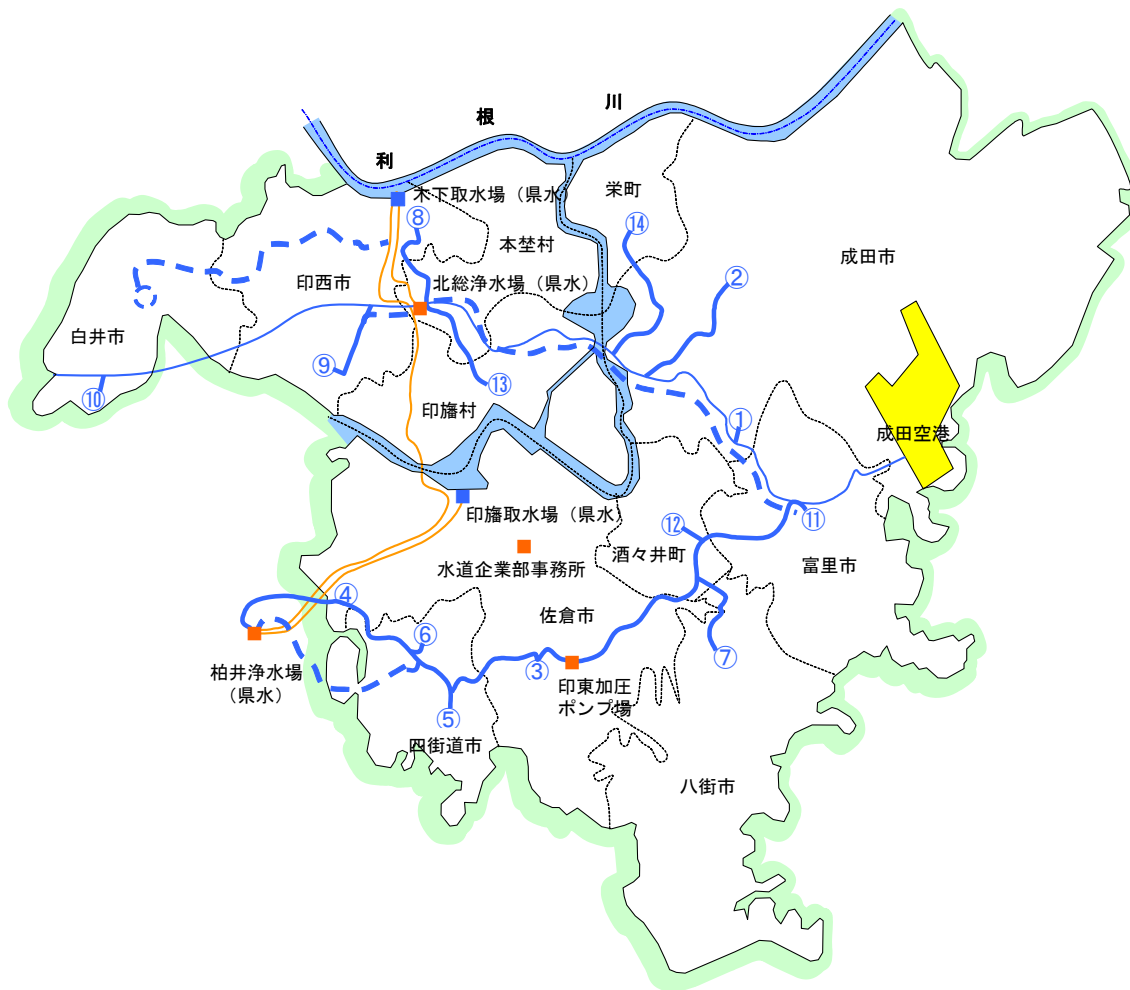 利 根 川
栄町
木下取水場（県水）
⑧
⑭
本埜村
成田市
②
印西市
北総浄水場（県水）
白井市
⑨
⑬
⑩
印旛村
①
成田空港
印旛取水場（県水）
⑪
⑫
水道企業部事務所
酒々井町
富里市
④
佐倉市
⑥
③
⑦
柏井浄水場
（県水）
印東加圧
ポンプ場
⑤
四街道市
八街市